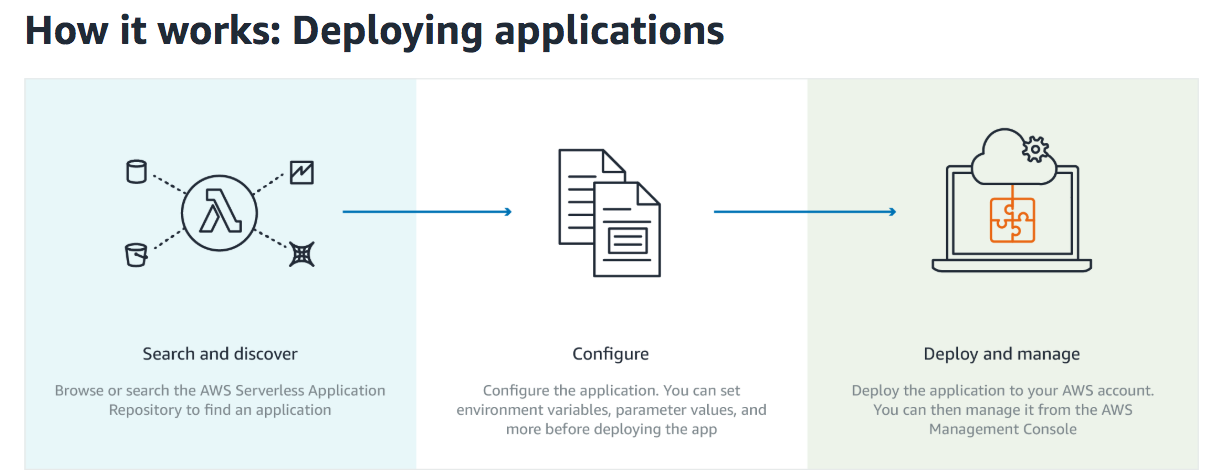 How it works: Deploying applications
Search and discover
Browse or search the AWS Serverless Application
Repository to find an application
Configure
Configure the application. You can set
environment variables, parameter values, and
more before deploying the app
Deploy and manage
Deploy the application to your AWS account.
You can then manage it from the AWS
Management Console